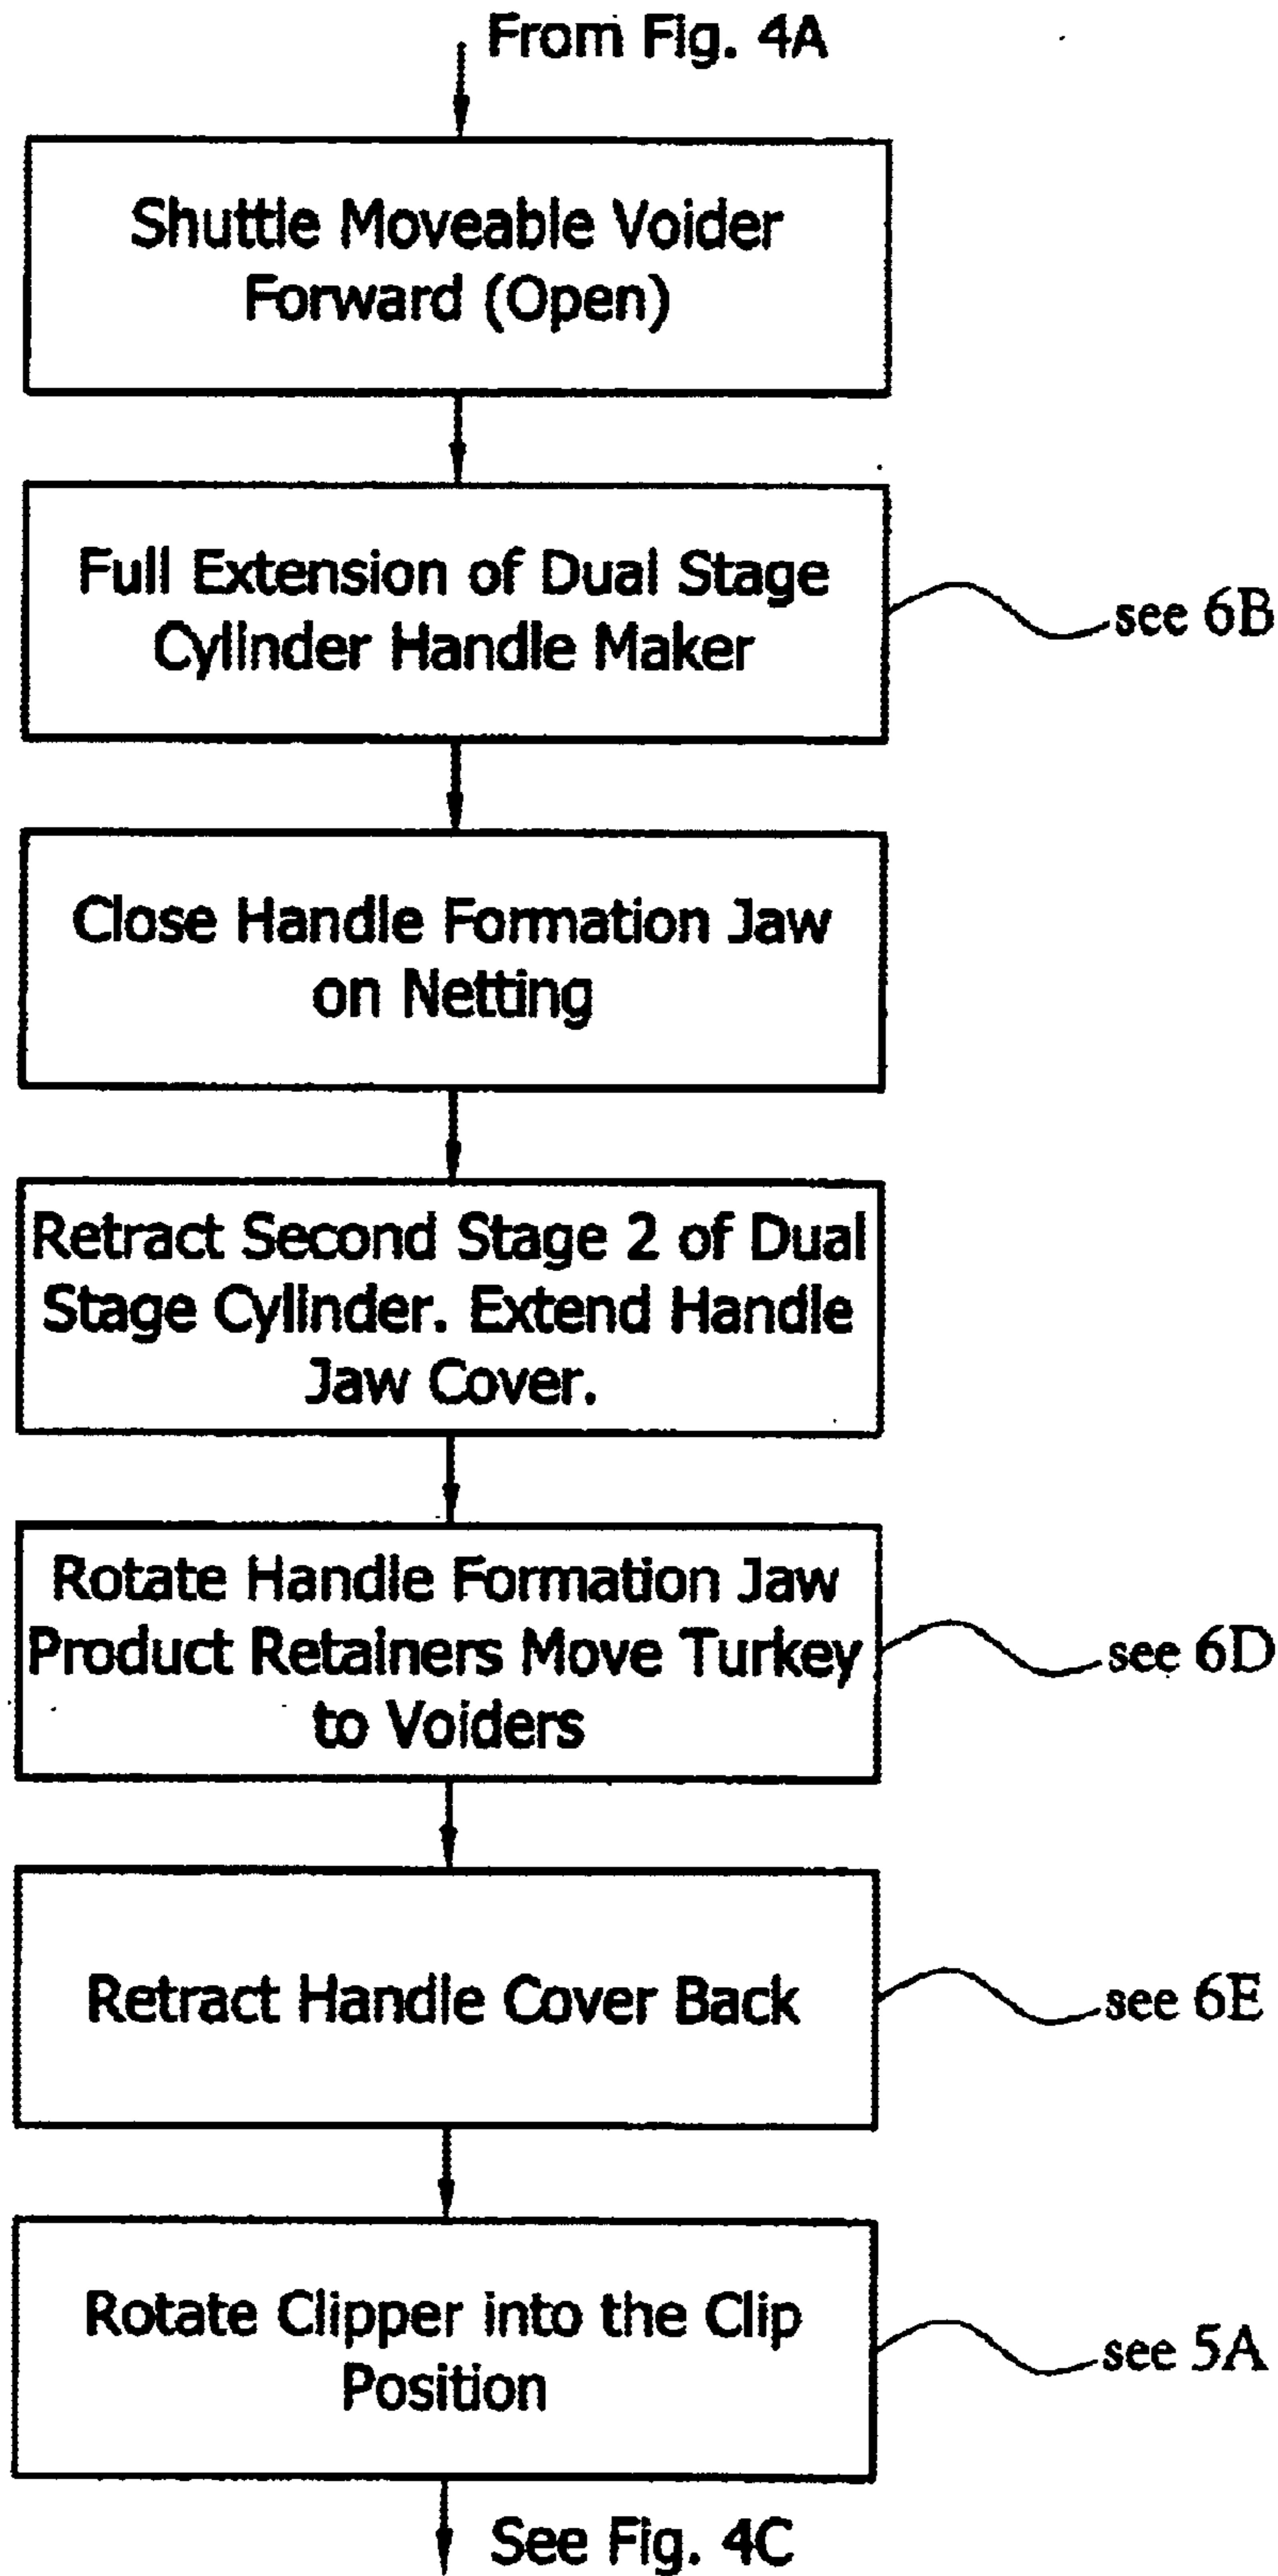 From Fig. 4A
Shuttle Moveable Voider
Forward (Open)
Full Extension of Dual Stage
Cylinder Handle Maker
see 6B
Close Handle Formation Jaw
on Netting
Retract Second Stage 2 of Dual
Stage Cylinder. Extend Handle
Jaw Cover.
Rotate Handle Formation Jaw
Product Retainers Move Turkey
to Voiders
see 6D
Retract Handle Cover Back
see 6E
Rotate Clipper into the Clip
Position
see 5A
See Fig. 4C